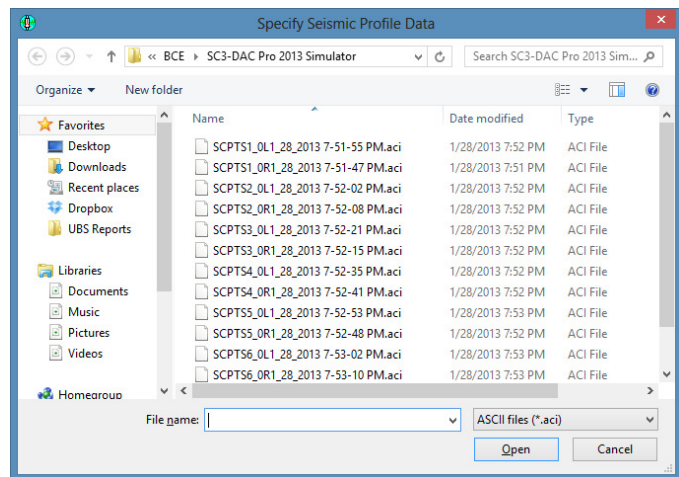 Specify Seismic Profile Data
« BCE ▸ SC3-DAC Pro 2013 Simulator
Search SC3-DAC Pro 2013 Sim...
Organize ▾ New folder
Name Date modified Type
Favorites
Desktop
Downloads
Recent places
Dropbox
UBS Reports
Libraries
Documents
Music
Pictures
Videos
Homegroup
SCPTS1_0L1_28_2013 7-51-55 PM.aci 1/28/2013 7:52 PM ACI File
SCPTS1_0R1_28_2013 7-51-47 PM.aci 1/28/2013 7:51 PM ACI File
SCPTS2_0L1_28_2013 7-52-02 PM.aci 1/28/2013 7:52 PM ACI File
SCPTS2_0R1_28_2013 7-52-08 PM.aci 1/28/2013 7:52 PM ACI File
SCPTS3_0L1_28_2013 7-52-21 PM.aci 1/28/2013 7:52 PM ACI File
SCPTS3_0R1_28_2013 7-52-15 PM.aci 1/28/2013 7:52 PM ACI File
SCPTS4_0L1_28_2013 7-52-35 PM.aci 1/28/2013 7:52 PM ACI File
SCPTS4_0R1_28_2013 7-52-41 PM.aci 1/28/2013 7:52 PM ACI File
SCPTS5_0L1_28_2013 7-52-53 PM.aci 1/28/2013 7:53 PM ACI File
SCPTS5_0R1_28_2013 7-52-48 PM.aci 1/28/2013 7:52 PM ACI File
SCPTS6_0L1_28_2013 7-53-02 PM.aci 1/28/2013 7:53 PM ACI File
SCPTS6_0R1_28_2013 7-53-10 PM.aci 1/28/2013 7:53 PM ACI File
File name:
ASCII files (*.aci)
Open Cancel